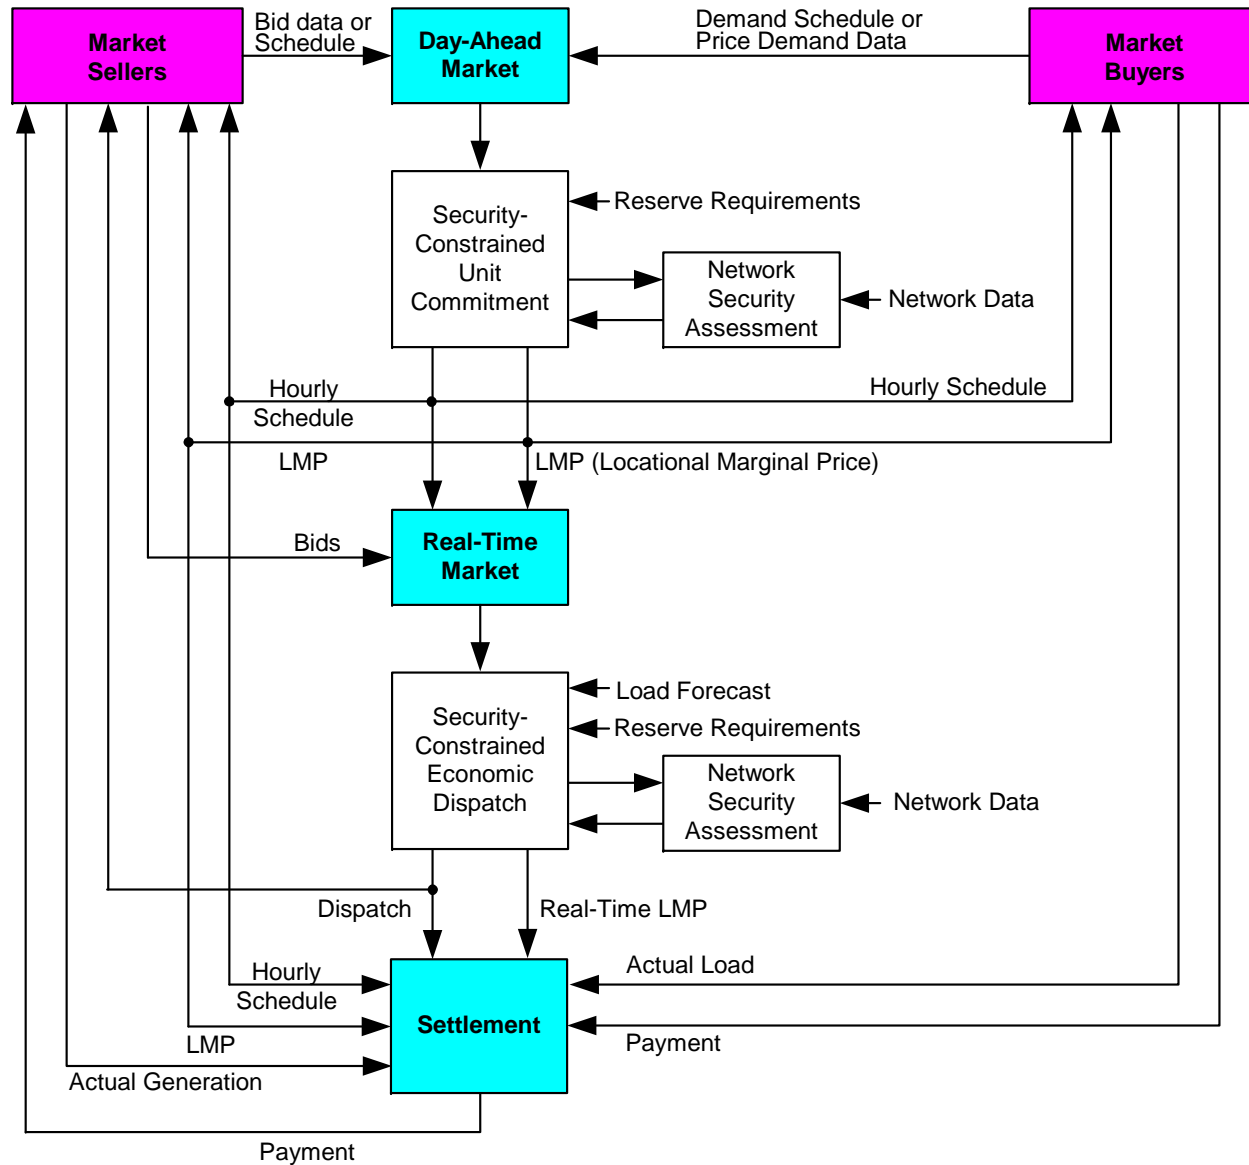 Market
Sellers
Bid data or
Schedule
Day-Ahead
Market
Demand Schedule or
Price Demand Data
Market
Buyers
Security-
Constrained
Unit
Commitment
Reserve Requirements
Network
Security
Assessment
Network Data
Hourly
Schedule
Hourly Schedule
LMP
LMP (Locational Marginal Price)
Bids
Real-Time
Market
Security-
Constrained
Economic
Dispatch
Load Forecast
Reserve Requirements
Network
Security
Assessment
Network Data
Dispatch
Real-Time LMP
Hourly
Schedule
LMP
Actual Generation
Settlement
Actual Load
Payment
Payment